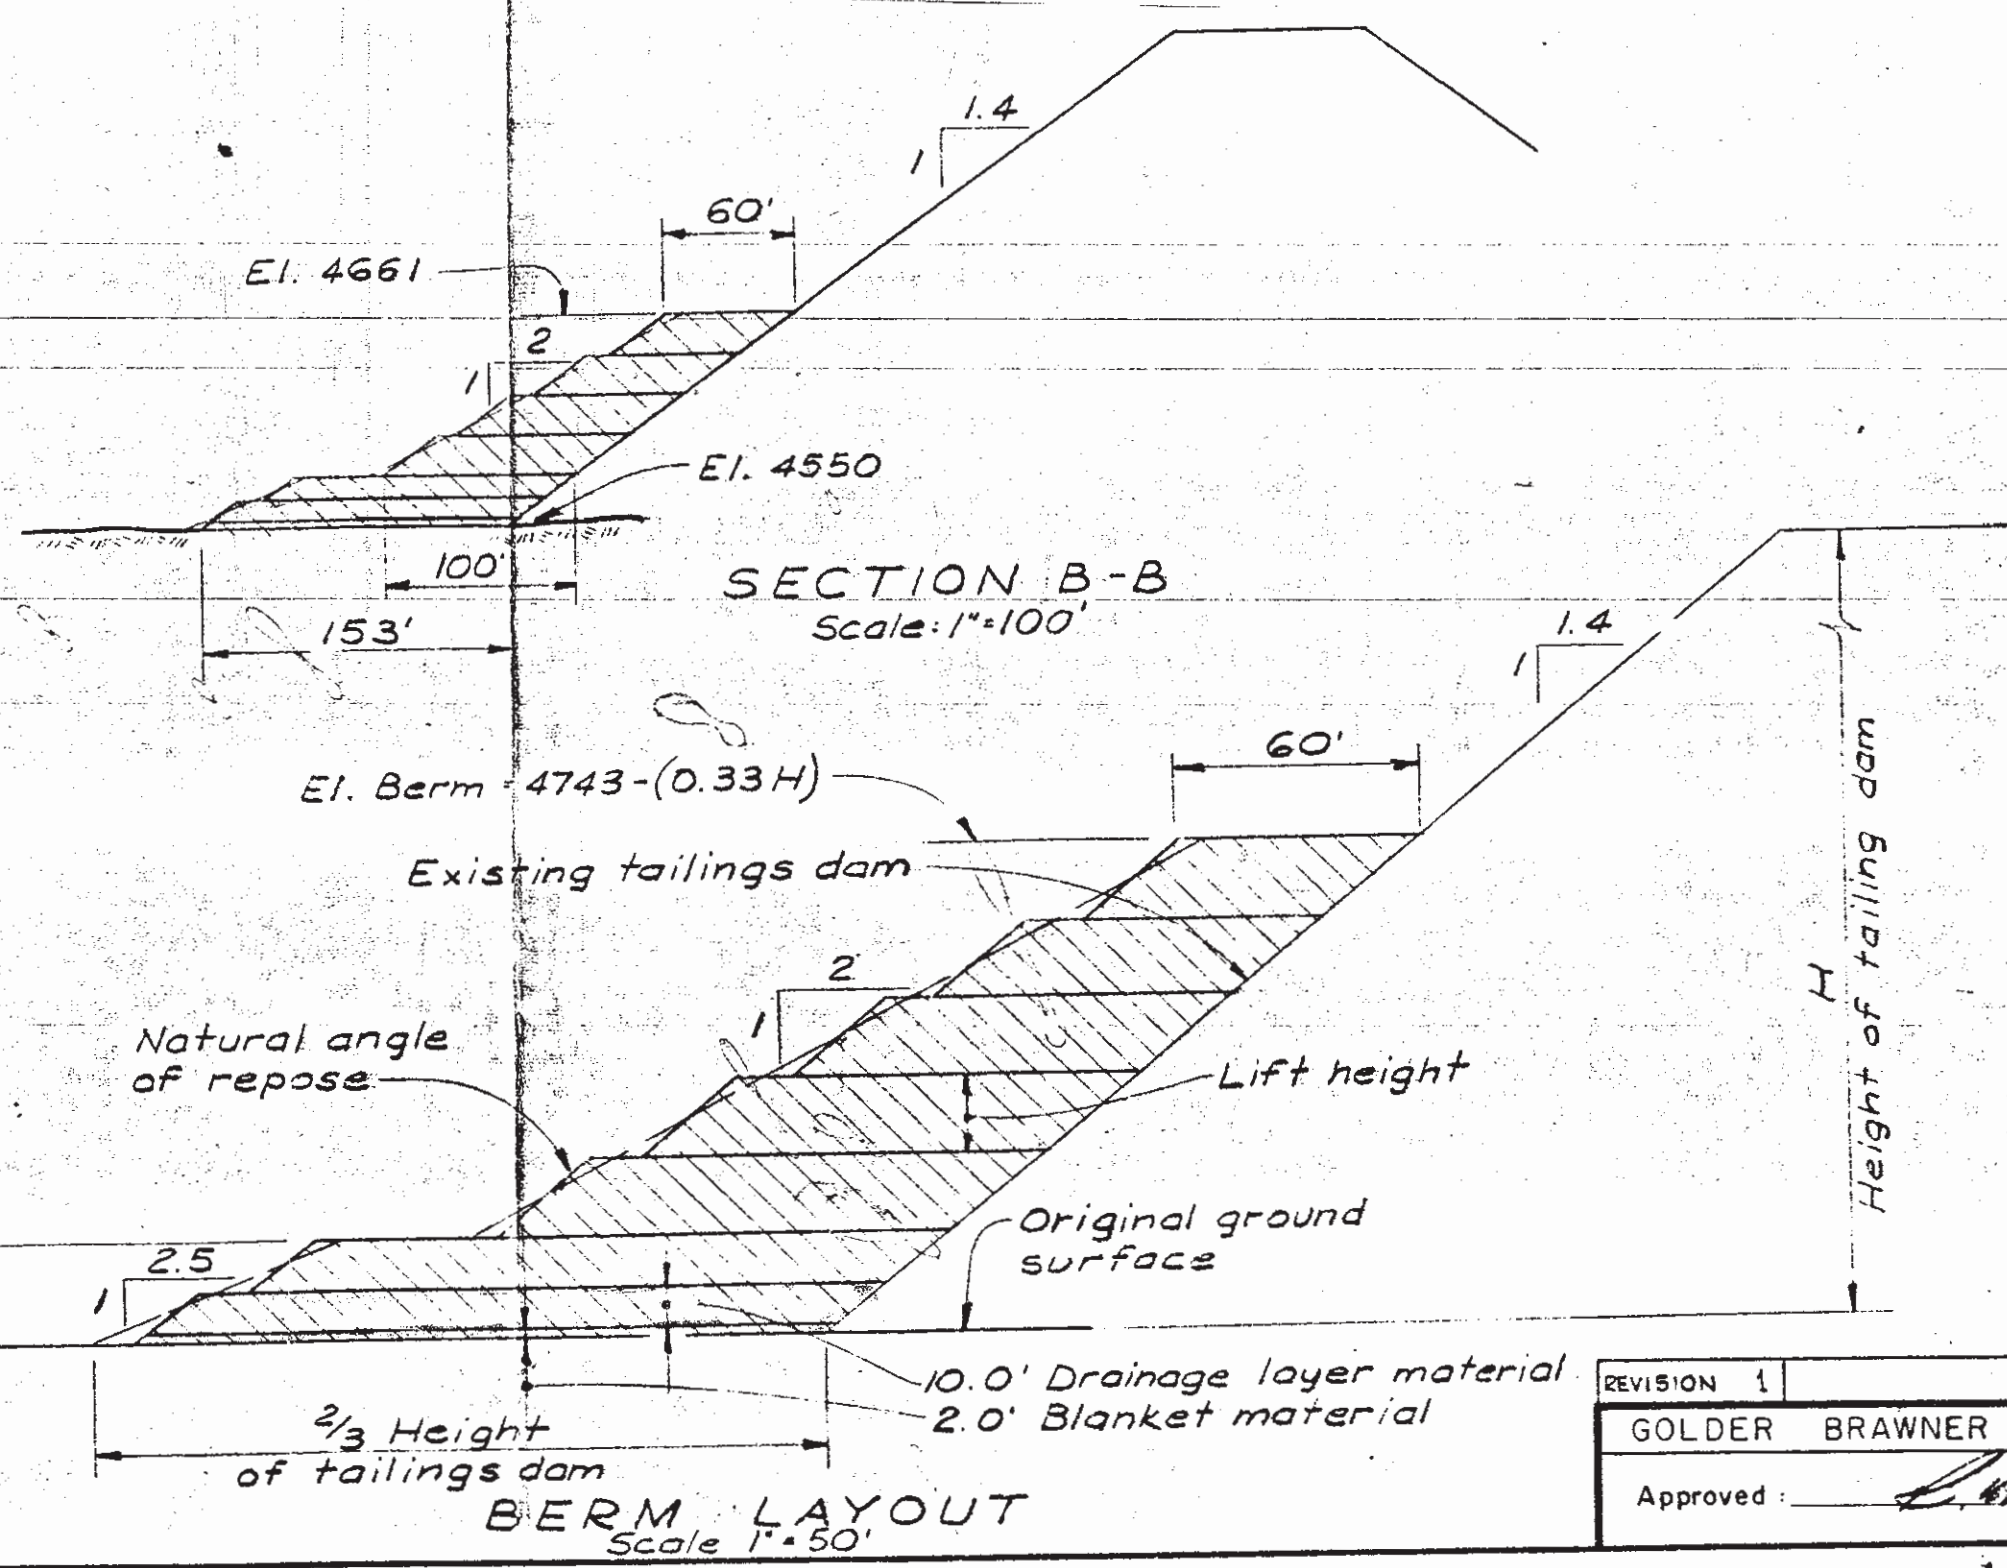 1.4
1
60'
El. 4661
2
1
El. 4550
100'
SECTION B-B
Scale: 1"=100'
153'
1.4
1
60'
El. Berm = 4743-(0.33H)
Existing tailings dam
2
1
Natural angle
of repose
Lift height
H
Height of tailing dam
Original ground
surface
2.5
1
10.0' Drainage layer material
2.0' Blanket material
2/3 Height
of tailings dam
BERM LAYOUT
Scale 1"=50'
REVISION 1
GOLDER BRAWNER
Approved :